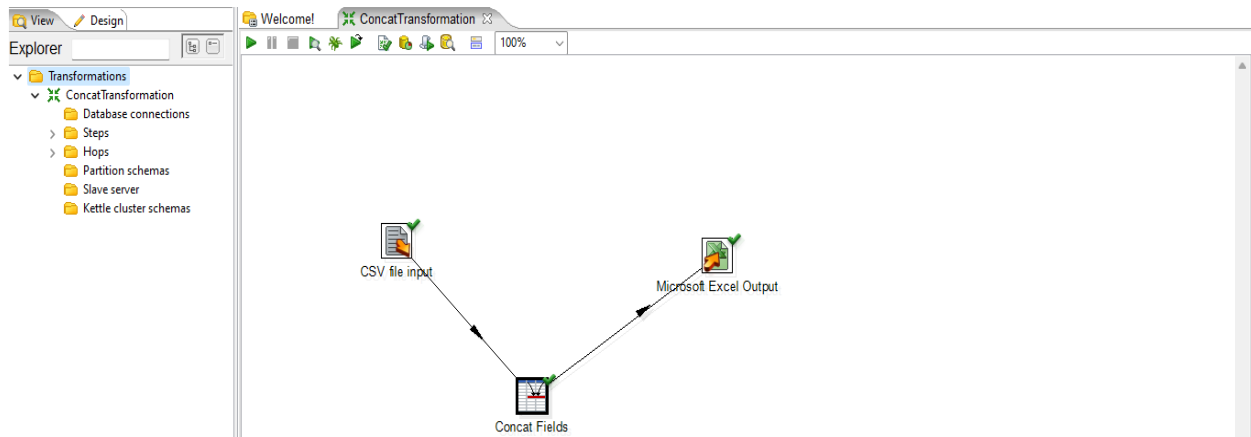 View Design
Welcome! ConcatTransformation
Explorer
100%
Transformations
ConcatTransformation
Database connections
Steps
Hops
Partition schemas
Slave server
Kettle cluster schemas
CSV file input
Microsoft Excel Output
Concat Fields